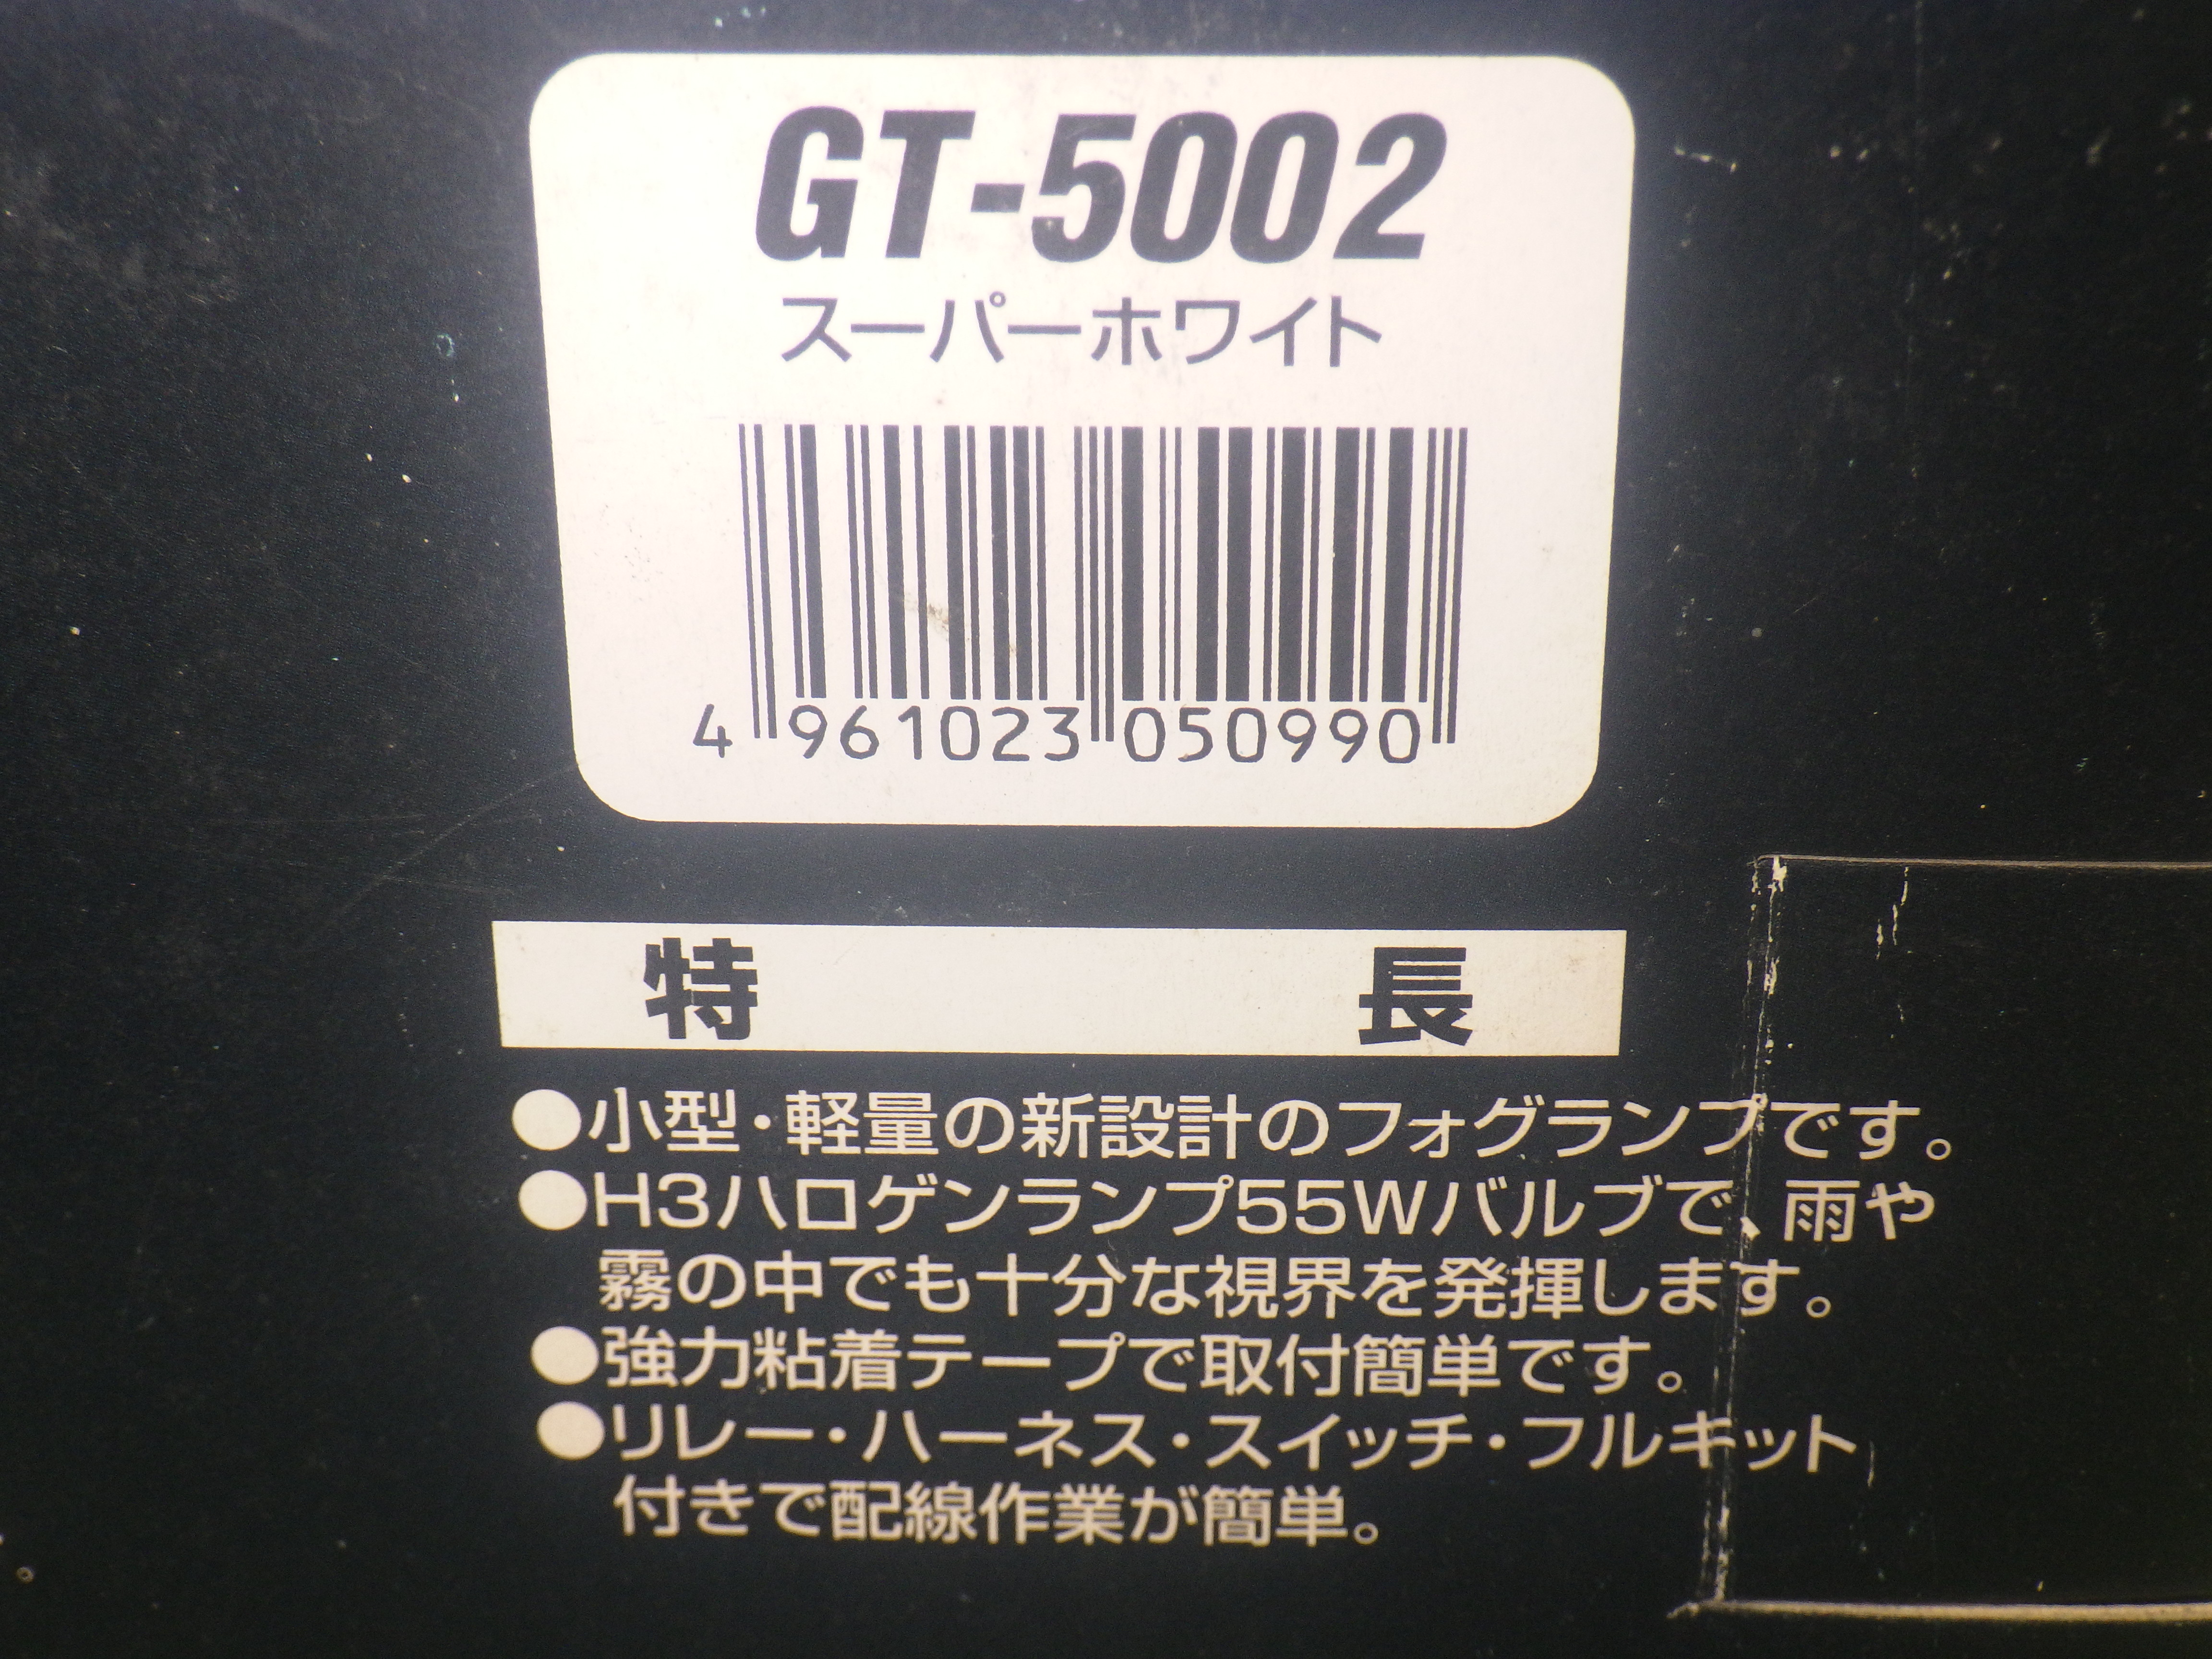 GT-5002
スーパーホワイト
4 961023 050990
特長
●小型・軽量の新設計のフォグランプです。
●H3ハロゲンランプ55Wバルブで、雨や
霧の中でも十分な視界を発揮します。
●強力粘着テープで取付簡単です。
●リレー・ハーネス・スイッチ・フルキット
付きで配線作業が簡単。